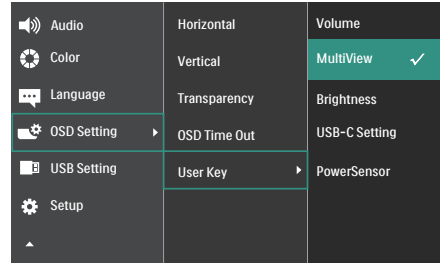 Audio
Color
Language
OSD Setting
USB Setting
Setup
Horizontal
Vertical
Transparency
OSD Time Out
User Key
Volume
MultiView
Brightness
USB-C Setting
PowerSensor